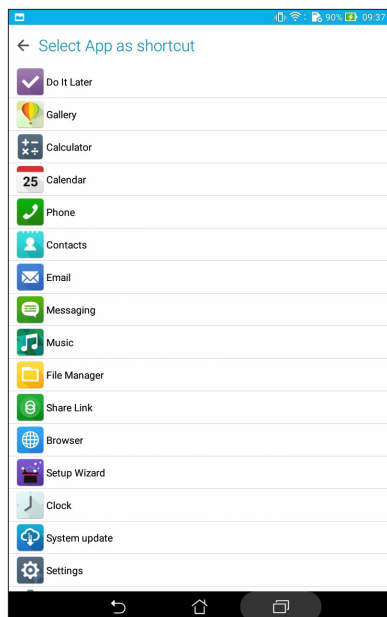 90% 09:37
Select App as shortcut
Do It Later
Gallery
Calculator
25 Calendar
Phone
Contacts
Email
Messaging
Music
File Manager
Share Link
Browser
Setup Wizard
Clock
System update
Settings